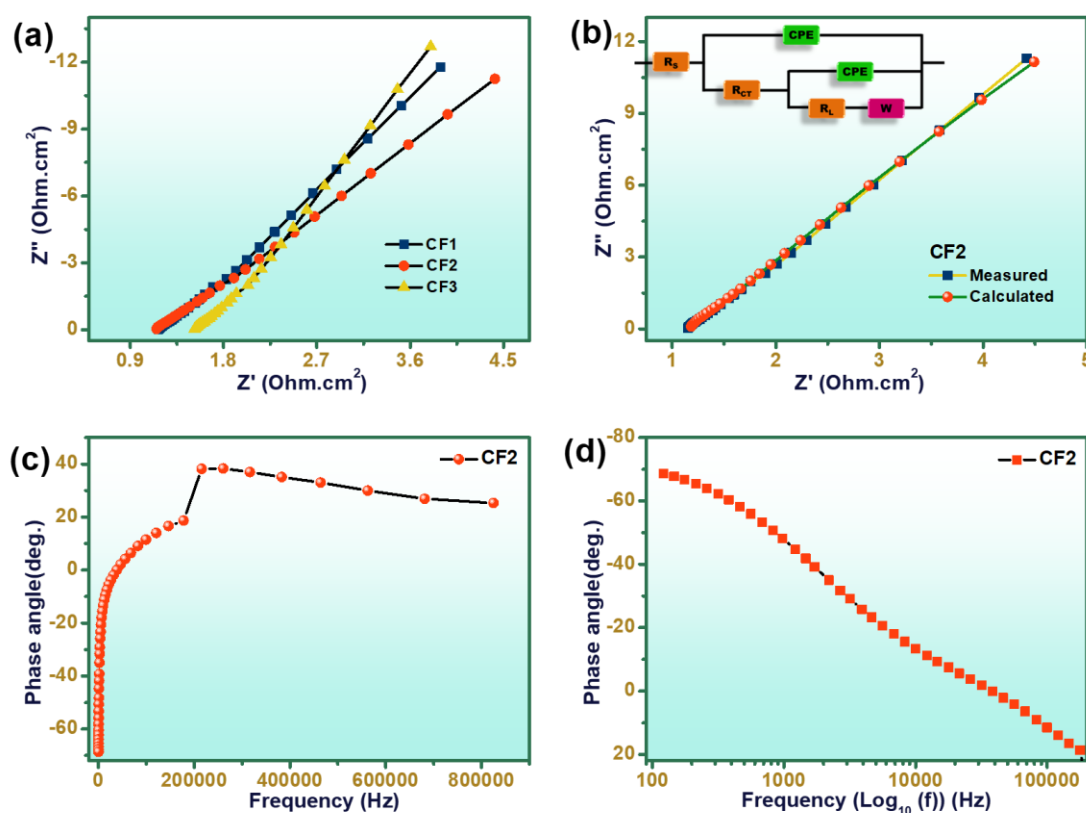 (a)
Z'' (Ohm.cm²)
-12
-9
-6
-3
0
CF1
CF2
CF3
0.9 1.8 2.7 3.6 4.5
Z' (Ohm.cm²)
(b)
Z'' (Ohm.cm²)
12
9
6
3
0
CPE
R_S
CPE
R_CT
R_L W
CF2
Measured
Calculated
1 2 3 4 5
Z' (Ohm.cm²)
(c)
Phase angle(deg.)
40
20
0
-20
-40
-60
CF2
0 200000 400000 600000 800000
Frequency (Hz)
(d)
Phase angle(deg.)
-80
-60
-40
-20
0
20
CF2
100 1000 10000 100000
Frequency (Log₁₀ (f)) (Hz)